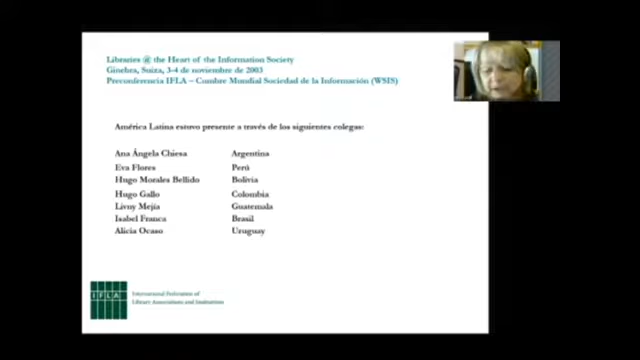 Libraries @ the Heart of the Information Society
Ginebra, Suiza, 3-4 de noviembre de 2003
Preconferencia IFLA – Cumbre Mundial Sociedad de la Información (WSIS)
América Latina estuvo presente a través de los siguientes colegas:
Ana Ángela Chiesa Argentina
Eva Flores Perú
Hugo Morales Bellido Bolivia
Hugo Gallo Colombia
Livny Mejía Guatemala
Isabel Franca Brasil
Alicia Ocaso Uruguay
IFLA
International Federation of
Library Associations and Institutions